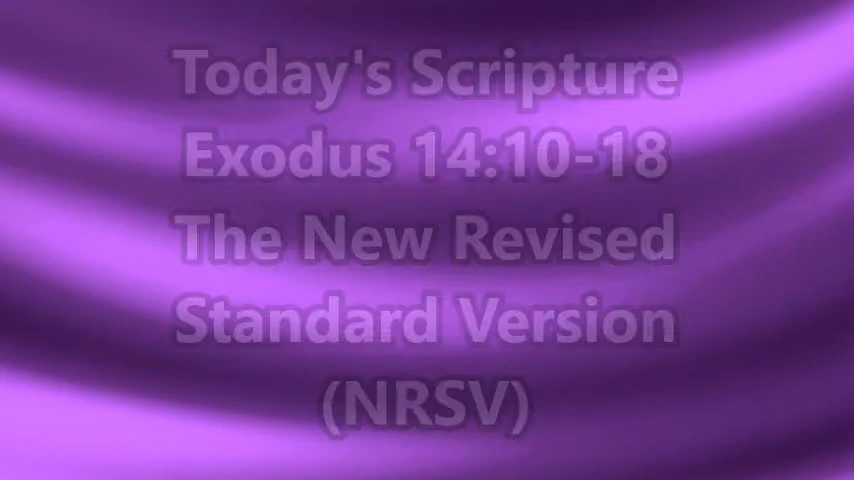 Today's Scripture
Exodus 14:10-18
The New Revised
Standard Version
(NRSV)